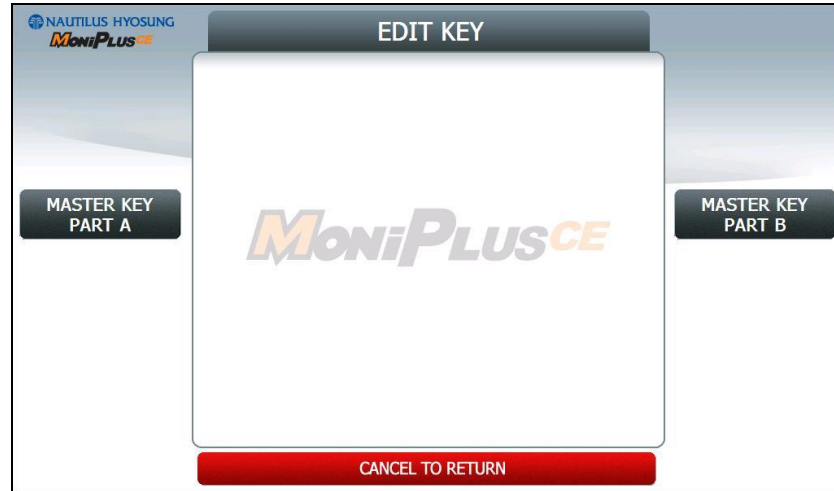 NAUTILUS HYOSUNG
MoniPlusCE
EDIT KEY
MASTER KEY
PART A
MoniPlusCE
MASTER KEY
PART B
CANCEL TO RETURN